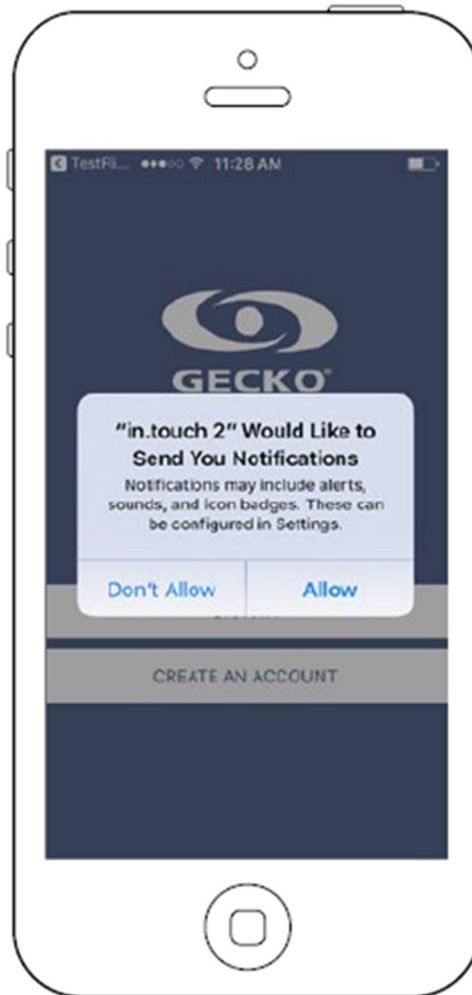 TestFli... 11:28 AM
GECKO®
"in.touch 2" Would Like to
Send You Notifications
Notifications may include alerts,
sounds, and icon badges. These can
be configured in Settings.
Don't Allow Allow
CREATE AN ACCOUNT